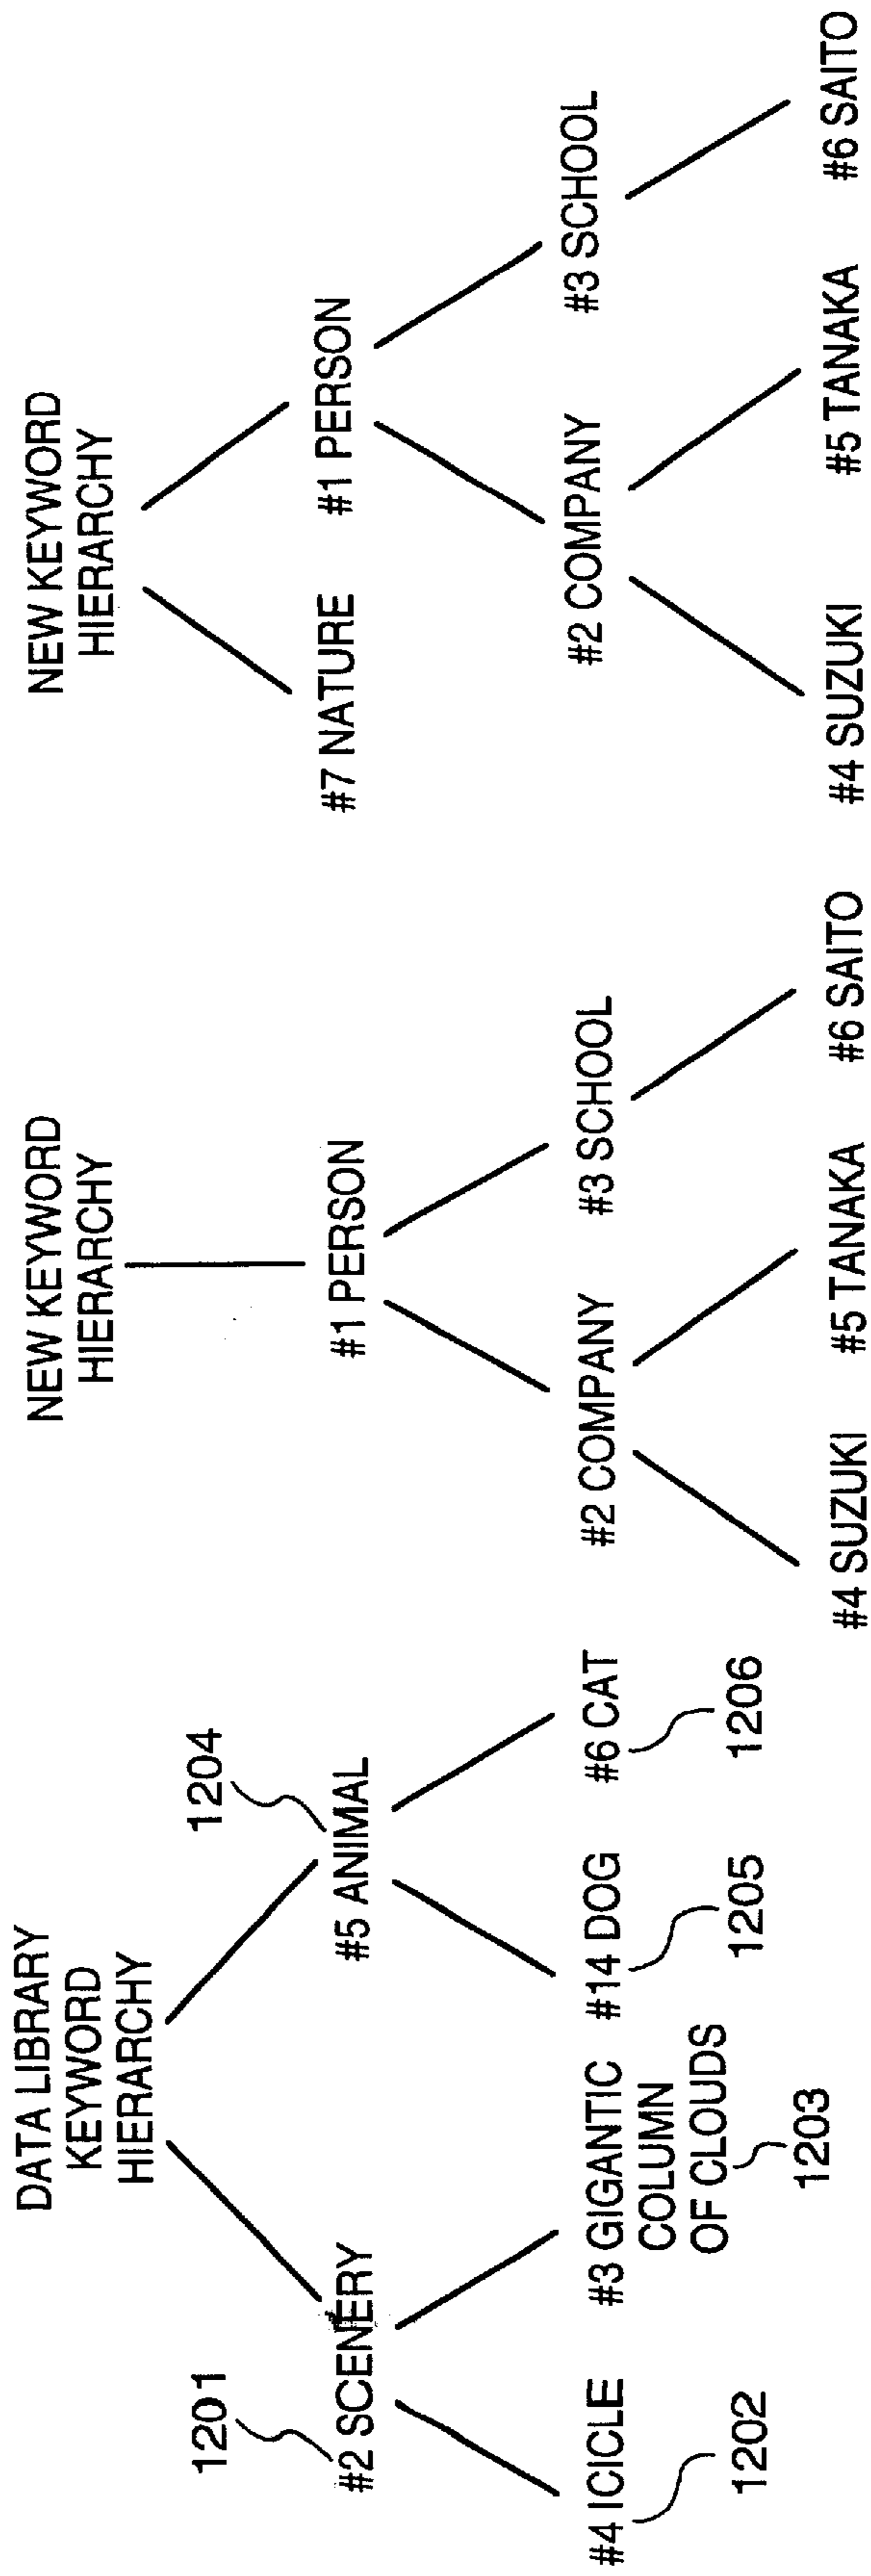 DATA LIBRARY
KEYWORD
HIERARCHY
1201
#2 SCENERY
1204
#5 ANIMAL
#4 ICICLE
1202
#3 GIGANTIC
COLUMN
OF CLOUDS
1203
#14 DOG
1205
#6 CAT
1206
NEW KEYWORD
HIERARCHY
#1 PERSON
#2 COMPANY
#3 SCHOOL
#4 SUZUKI
#5 TANAKA
#6 SAITO
NEW KEYWORD
HIERARCHY
#7 NATURE
#1 PERSON
#2 COMPANY
#3 SCHOOL
#4 SUZUKI
#5 TANAKA
#6 SAITO